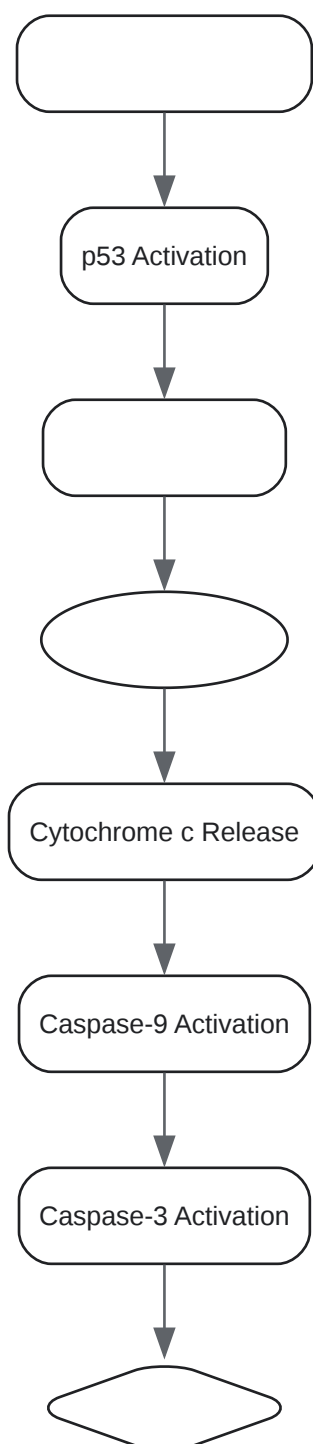 p53 Activation
Cytochrome c Release
Caspase-9 Activation
Caspase-3 Activation